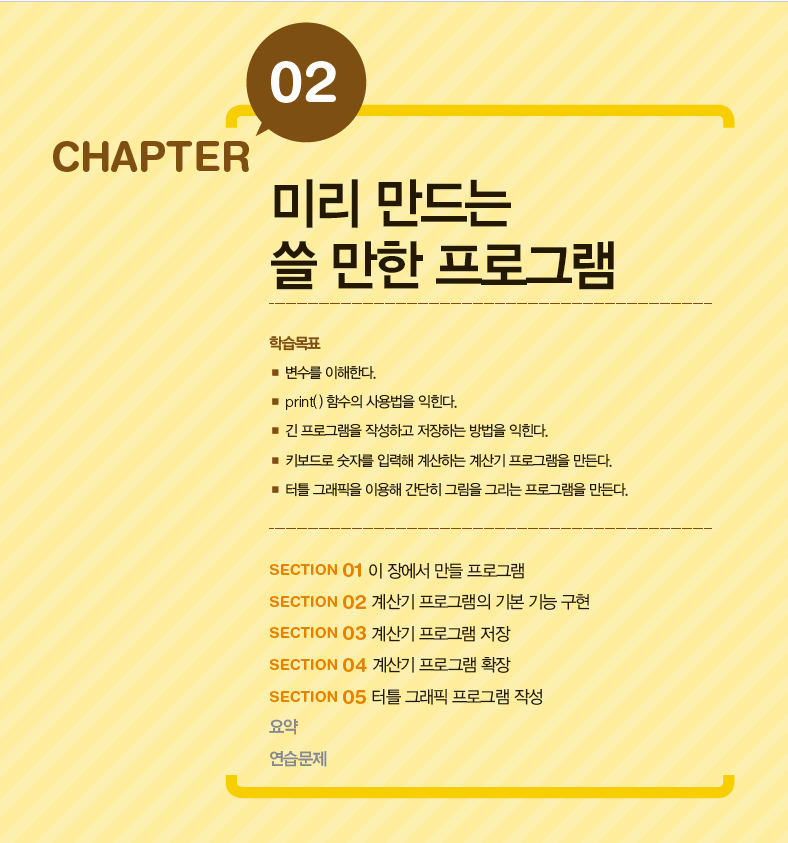 02
CHAPTER
미리 만드는
쓸 만한 프로그램
학습목표
■ 변수를 이해한다.
■ print( ) 함수의 사용법을 익힌다.
■ 긴 프로그램을 작성하고 저장하는 방법을 익힌다.
■ 키보드로 숫자를 입력해 계산하는 계산기 프로그램을 만든다.
■ 터틀 그래픽을 이용해 간단히 그림을 그리는 프로그램을 만든다.
SECTION 01 이 장에서 만들 프로그램
SECTION 02 계산기 프로그램의 기본 기능 구현
SECTION 03 계산기 프로그램 저장
SECTION 04 계산기 프로그램 확장
SECTION 05 터틀 그래픽 프로그램 작성
요약
연습문제